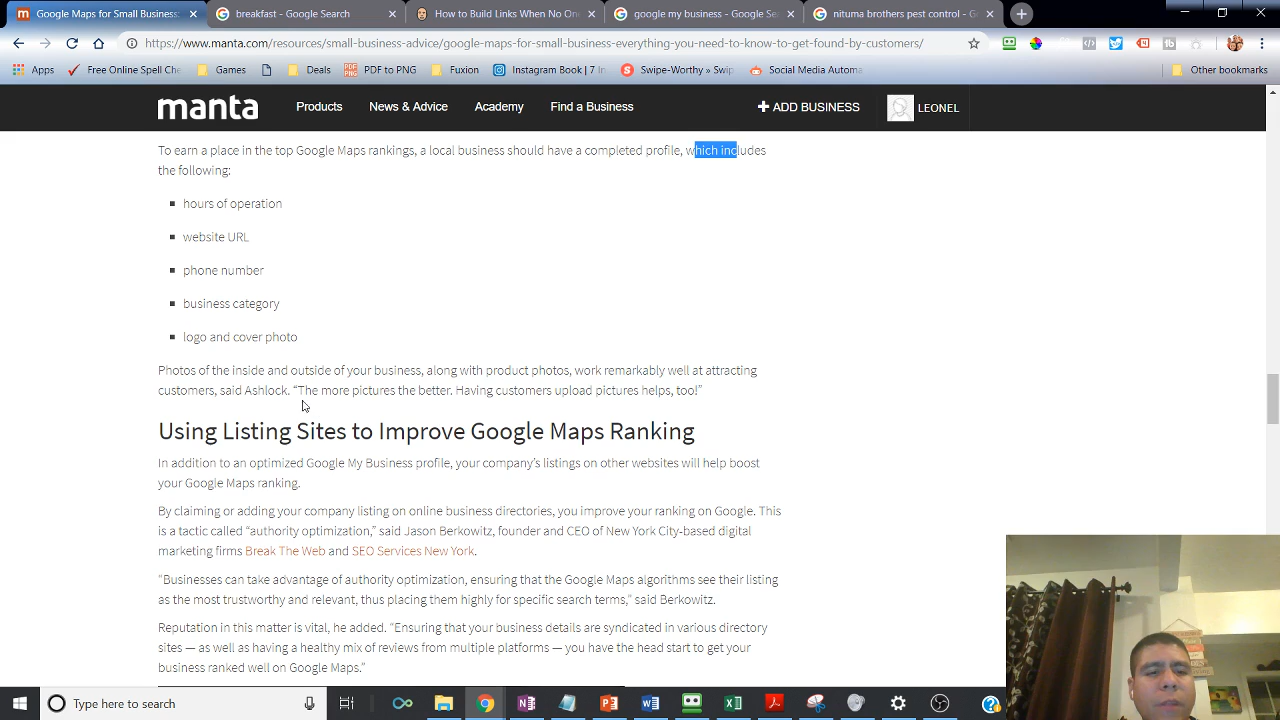 Google Maps for Small Business:
breakfast - Google Search
How to Build Links When No One
google my business - Google Sea
nituma brothers pest control - G
https://www.manta.com/resources/small-business-advice/google-maps-for-small-business-everything-you-need-to-know-to-get-found-by-customers/
Apps
Free Online Spell Che
Games
Deals
PDF to PNG
Fuxion
Instagram Book | 7 In
Swipe-Worthy » Swip
Social Media Automa
Other bookmarks
manta
Products
News & Advice
Academy
Find a Business
+ ADD BUSINESS
LEONEL
To earn a place in the top Google Maps rankings, a local business should have a completed profile, which includes
the following:
hours of operation
website URL
phone number
business category
logo and cover photo
Photos of the inside and outside of your business, along with product photos, work remarkably well at attracting
customers, said Ashlock. “The more pictures the better. Having customers upload pictures helps, too!”
Using Listing Sites to Improve Google Maps Ranking
In addition to an optimized Google My Business profile, your company’s listings on other websites will help boost
your Google Maps ranking.
By claiming or adding your company listing on online business directories, you improve your ranking on Google. This
is a tactic called “authority optimization,” said Jason Berkowitz, founder and CEO of New York City-based digital
marketing firms Break The Web and SEO Services New York.
“Businesses can take advantage of authority optimization, ensuring that the Google Maps algorithms see their listing
as the most trustworthy and relevant, thus placing them highly for specific search terms,” said Berkowitz.
Reputation in this matter is vital, he added. “Ensuring that your business details are syndicated in various directory
sites — as well as having a healthy mix of reviews from multiple platforms — you have the head start to get your
business ranked well on Google Maps.”
Type here to search